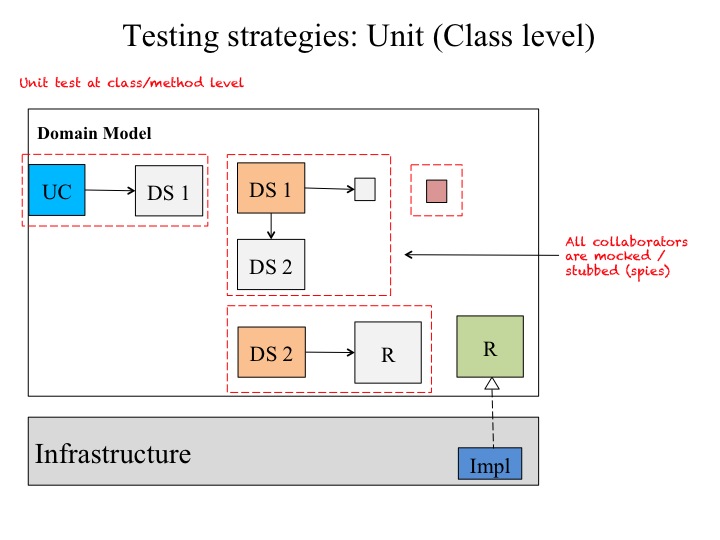 Testing strategies: Unit (Class level)
Unit test at class/method level
Domain Model
UC
DS 1
DS 1
DS 2
All collaborators
are mocked /
stubbed (spies)
DS 2
R
R
Infrastructure
Impl